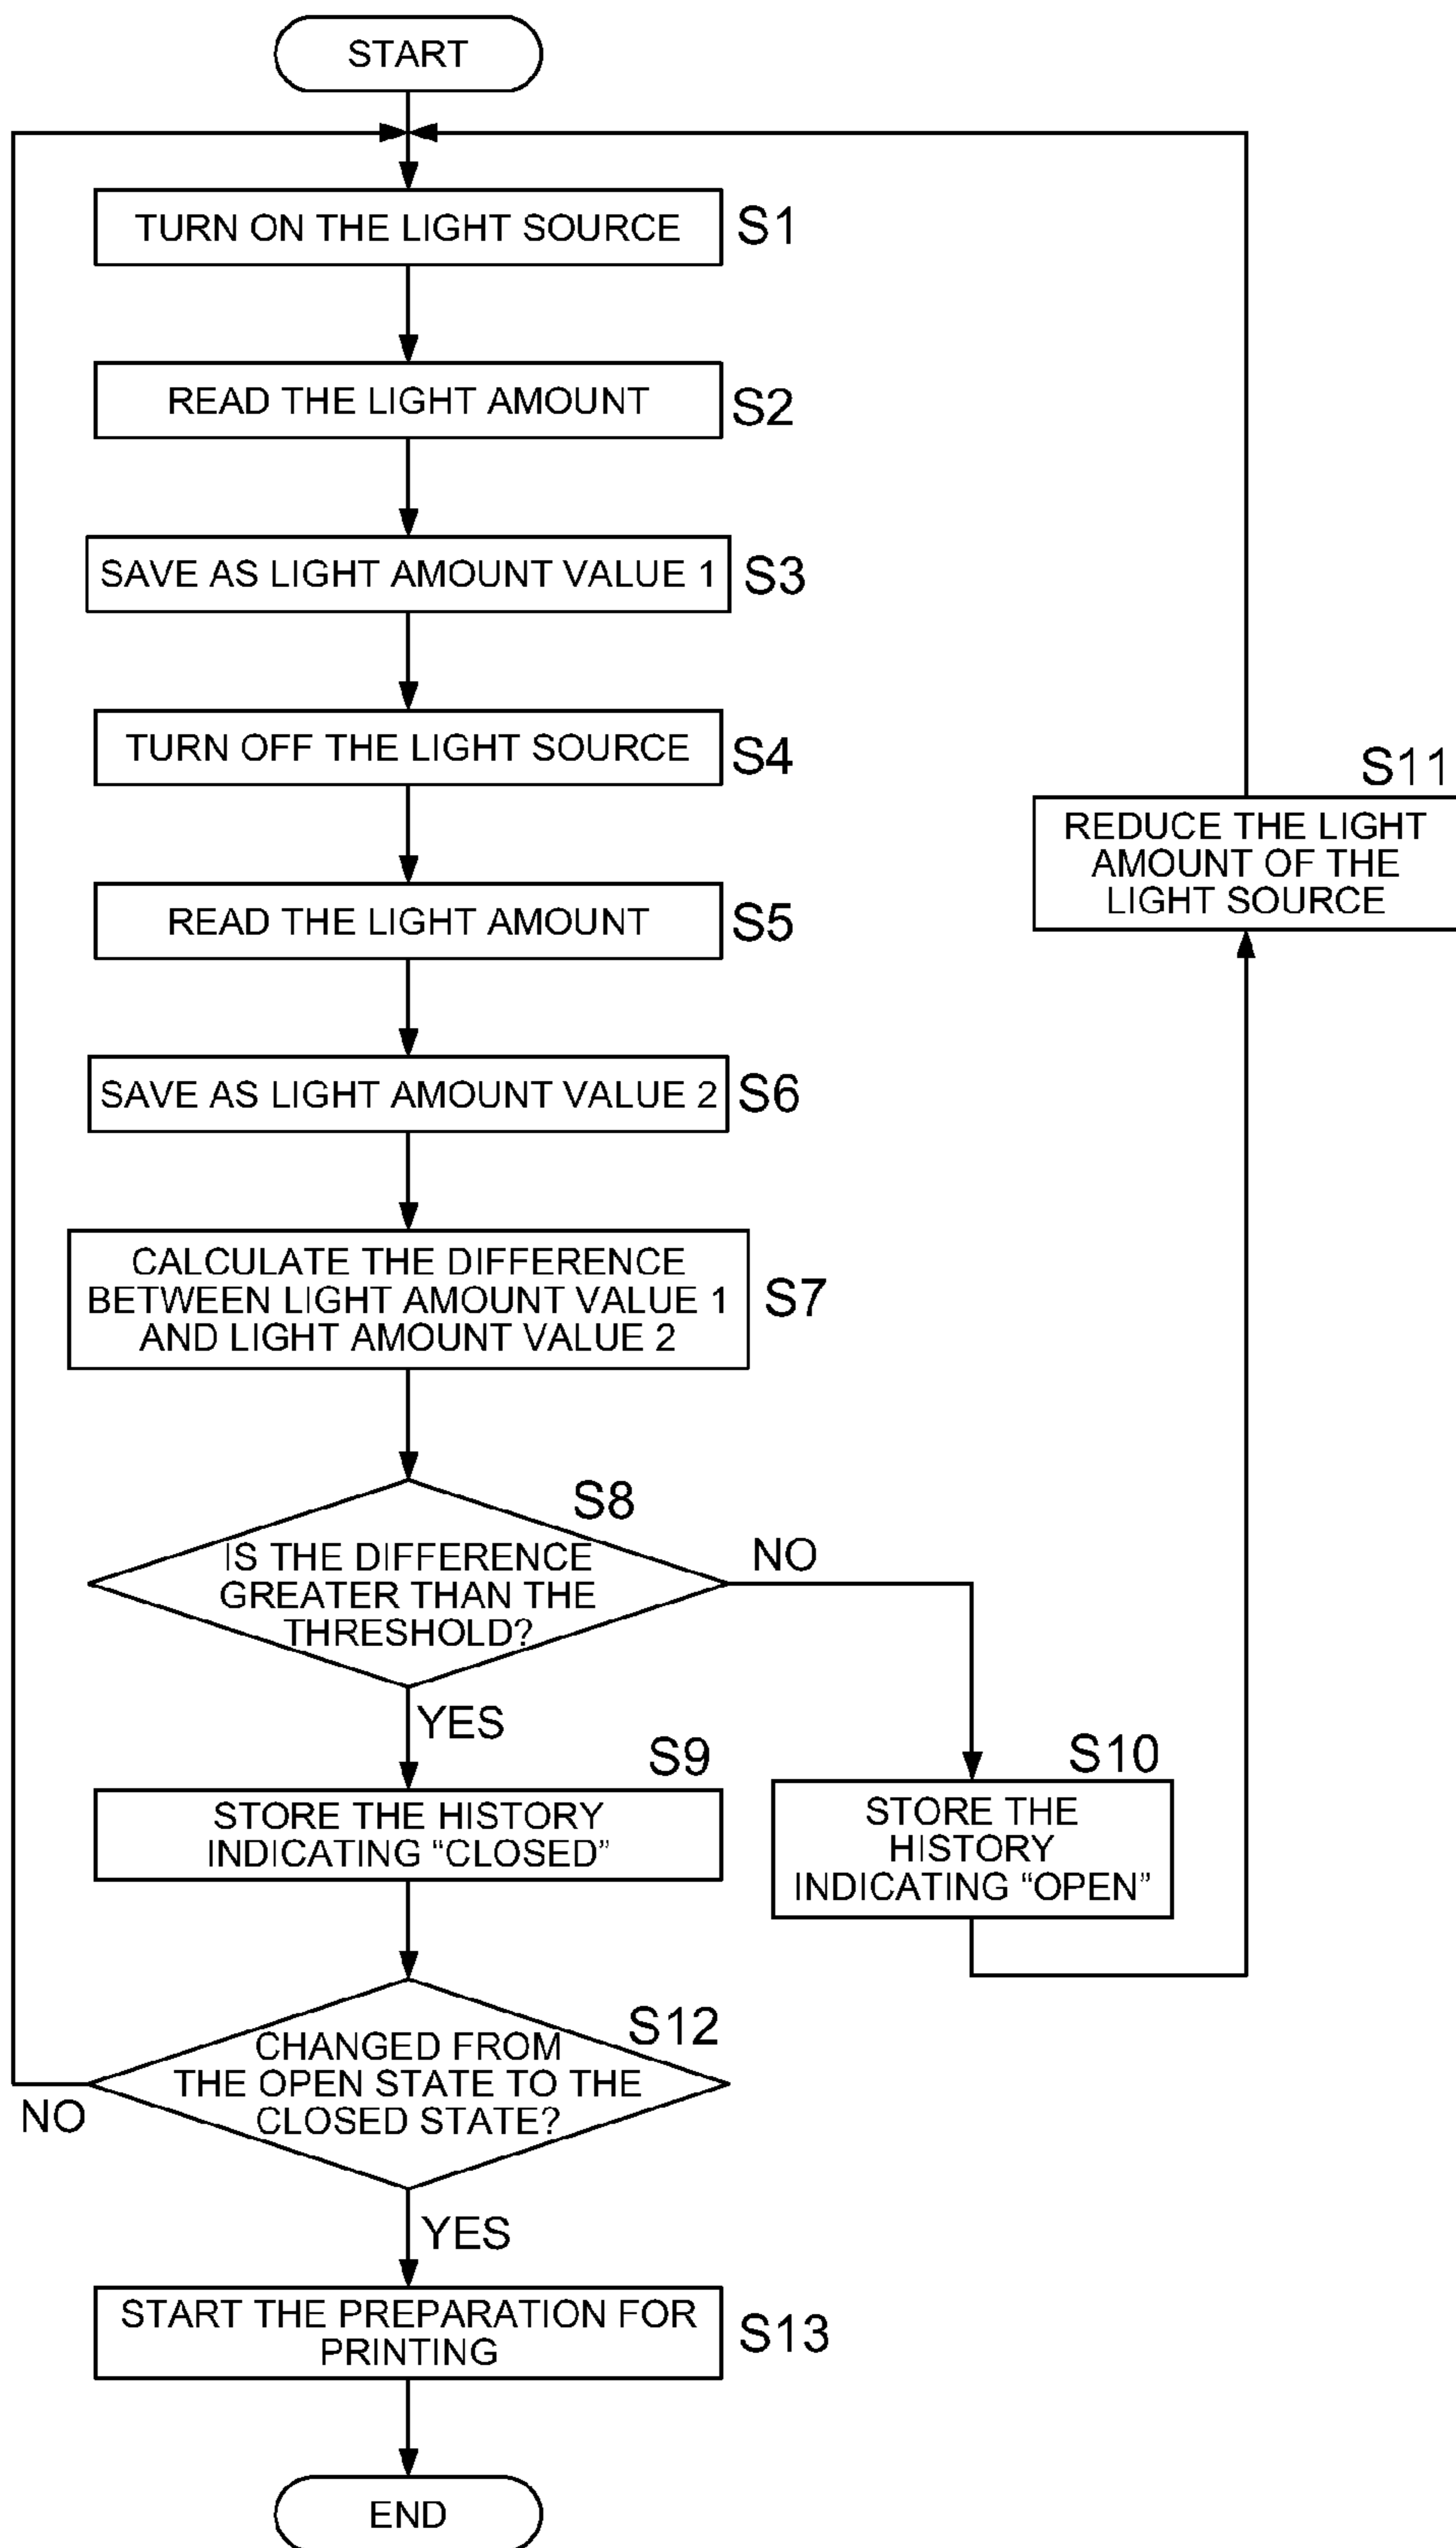 START
TURN ON THE LIGHT SOURCE
S1
READ THE LIGHT AMOUNT
S2
SAVE AS LIGHT AMOUNT VALUE 1
S3
TURN OFF THE LIGHT SOURCE
S4
S11
REDUCE THE LIGHT
AMOUNT OF THE
LIGHT SOURCE
READ THE LIGHT AMOUNT
S5
SAVE AS LIGHT AMOUNT VALUE 2
S6
CALCULATE THE DIFFERENCE
BETWEEN LIGHT AMOUNT VALUE 1
AND LIGHT AMOUNT VALUE 2
S7
S8
IS THE DIFFERENCE
GREATER THAN THE
THRESHOLD?
NO
YES
S9
STORE THE HISTORY
INDICATING “CLOSED”
S10
STORE THE
HISTORY
INDICATING “OPEN”
S12
CHANGED FROM
THE OPEN STATE TO THE
CLOSED STATE?
NO
YES
START THE PREPARATION FOR
PRINTING
S13
END